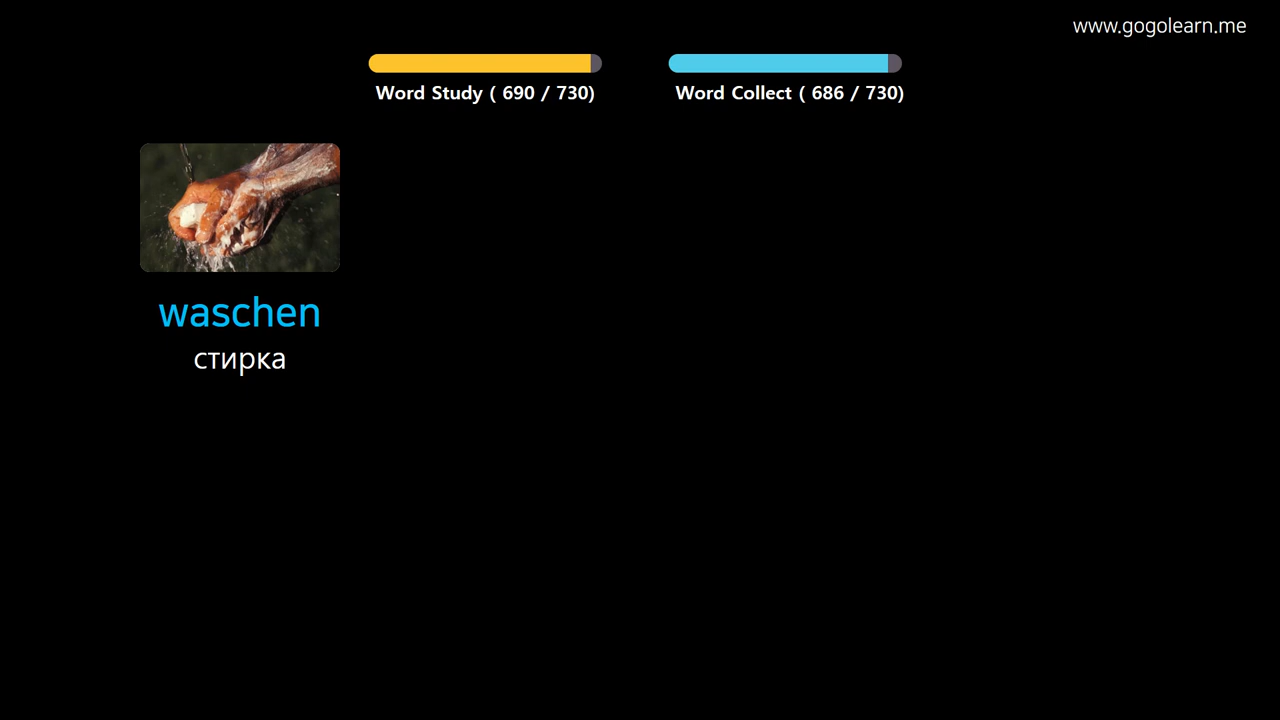 www.gogolearn.me
Word Study ( 690 / 730)
Word Collect ( 686 / 730)
waschen
стирка